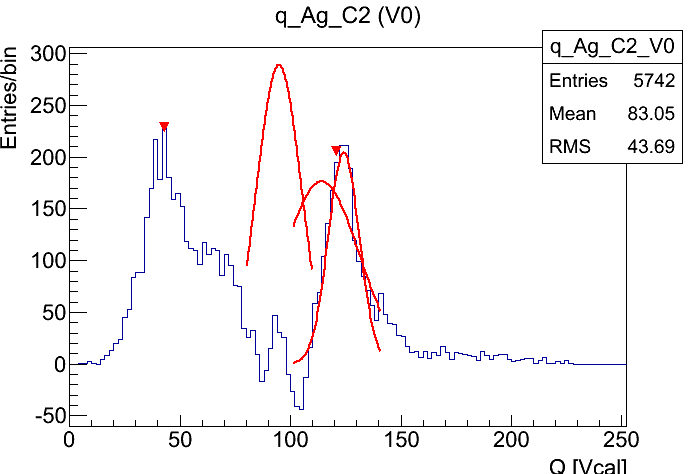 q_Ag_C2 (V0)
q_Ag_C2_V0
Entries 5742
Mean 83.05
RMS 43.69
Entries/bin
300
250
200
150
100
50
0
-50
0 50 100 150 200 250
Q [Vcal]